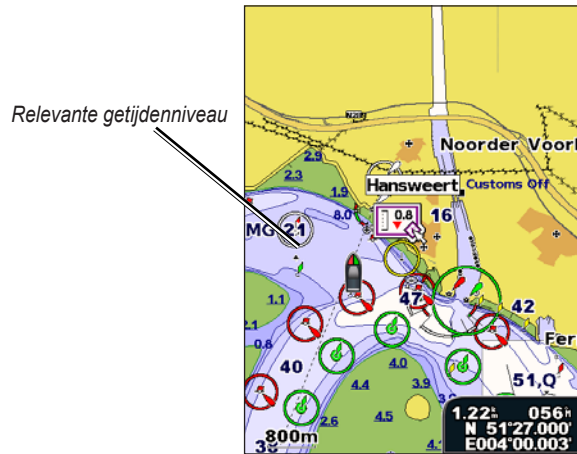 Relevante getijdenniveau
Noorder Voorl
2.9
2.3
Hansweert
Customs Off
1.9
8.0
0.8
16
MG 21
1.1
47
42
2.1
0.8
Fer
40
4.0
4.4
3.9
51,Q
2.6
4.5
800m
1.22
056
N 51°27.000'
E004°00.003'